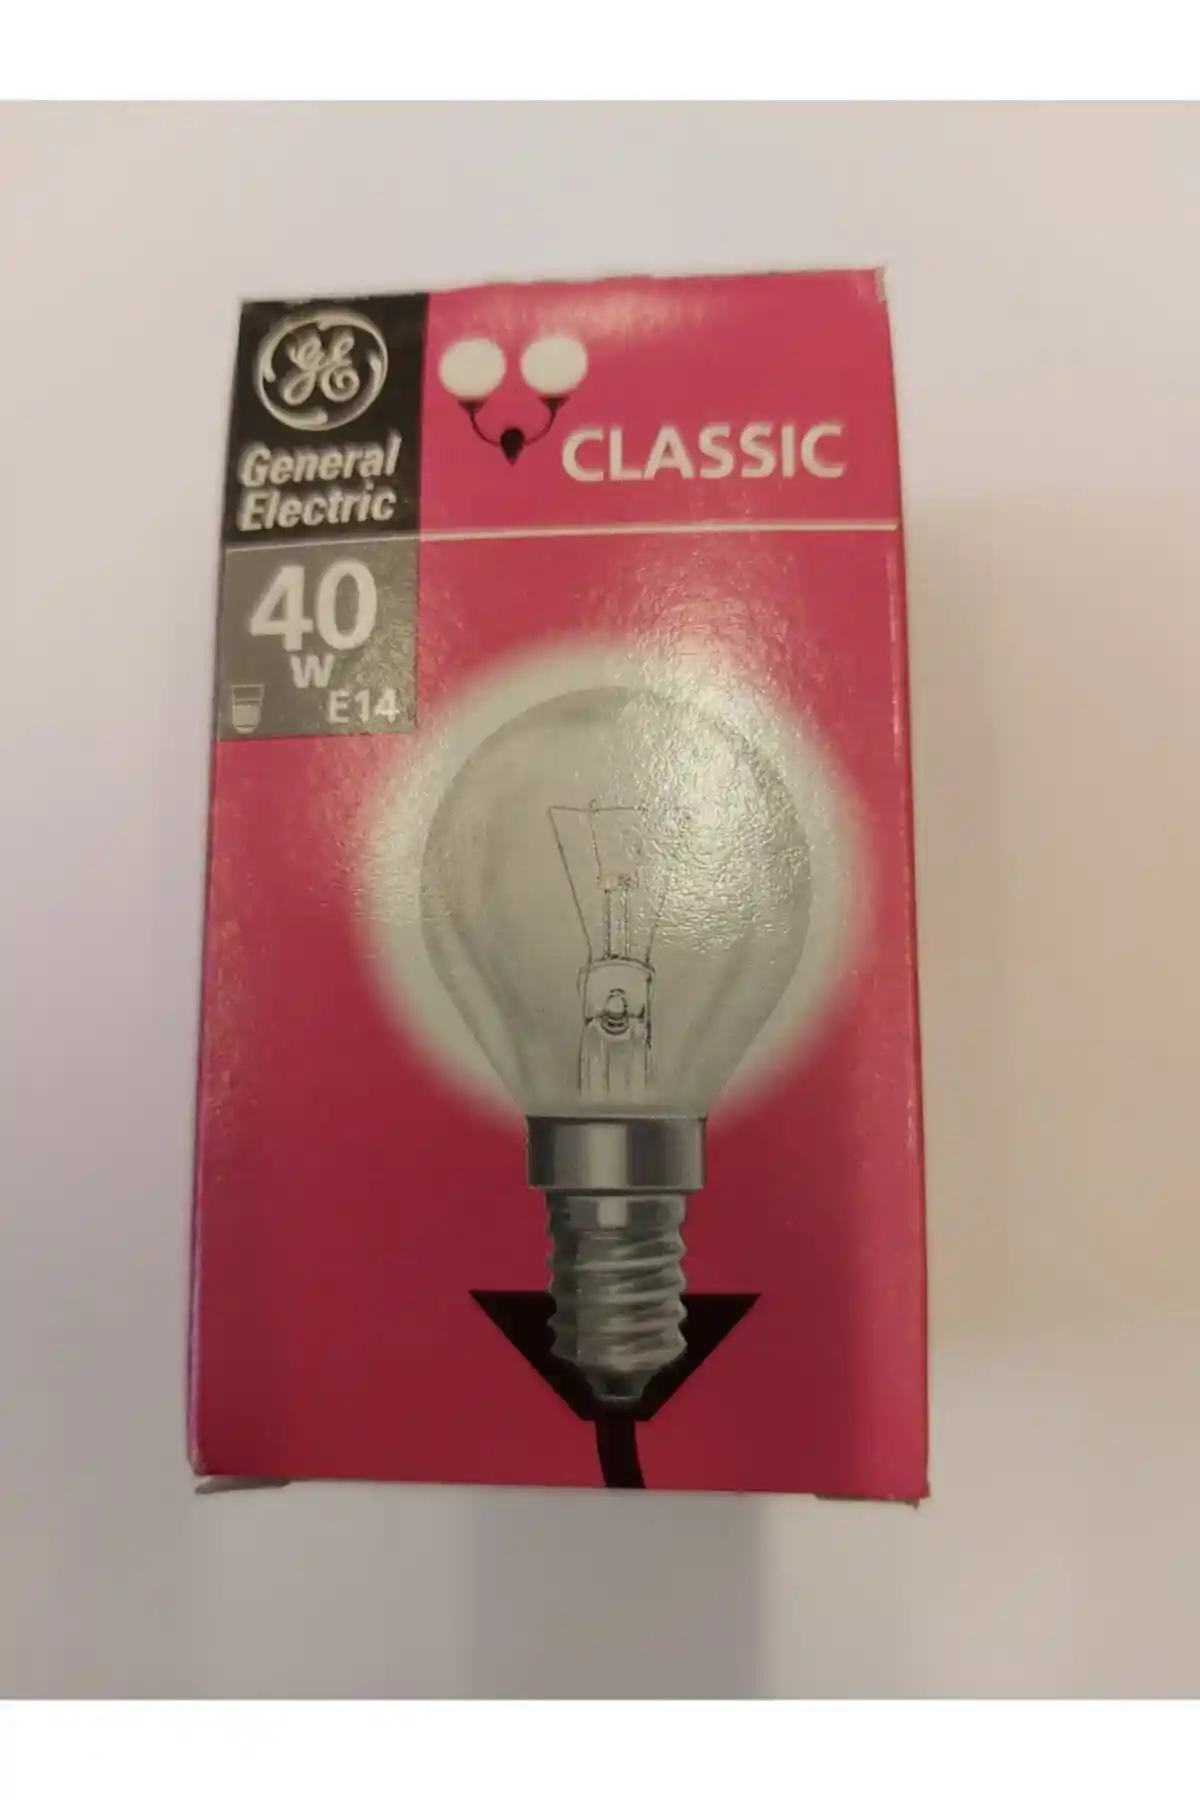 GE
General
Electric
CLASSIC
40
W
E14